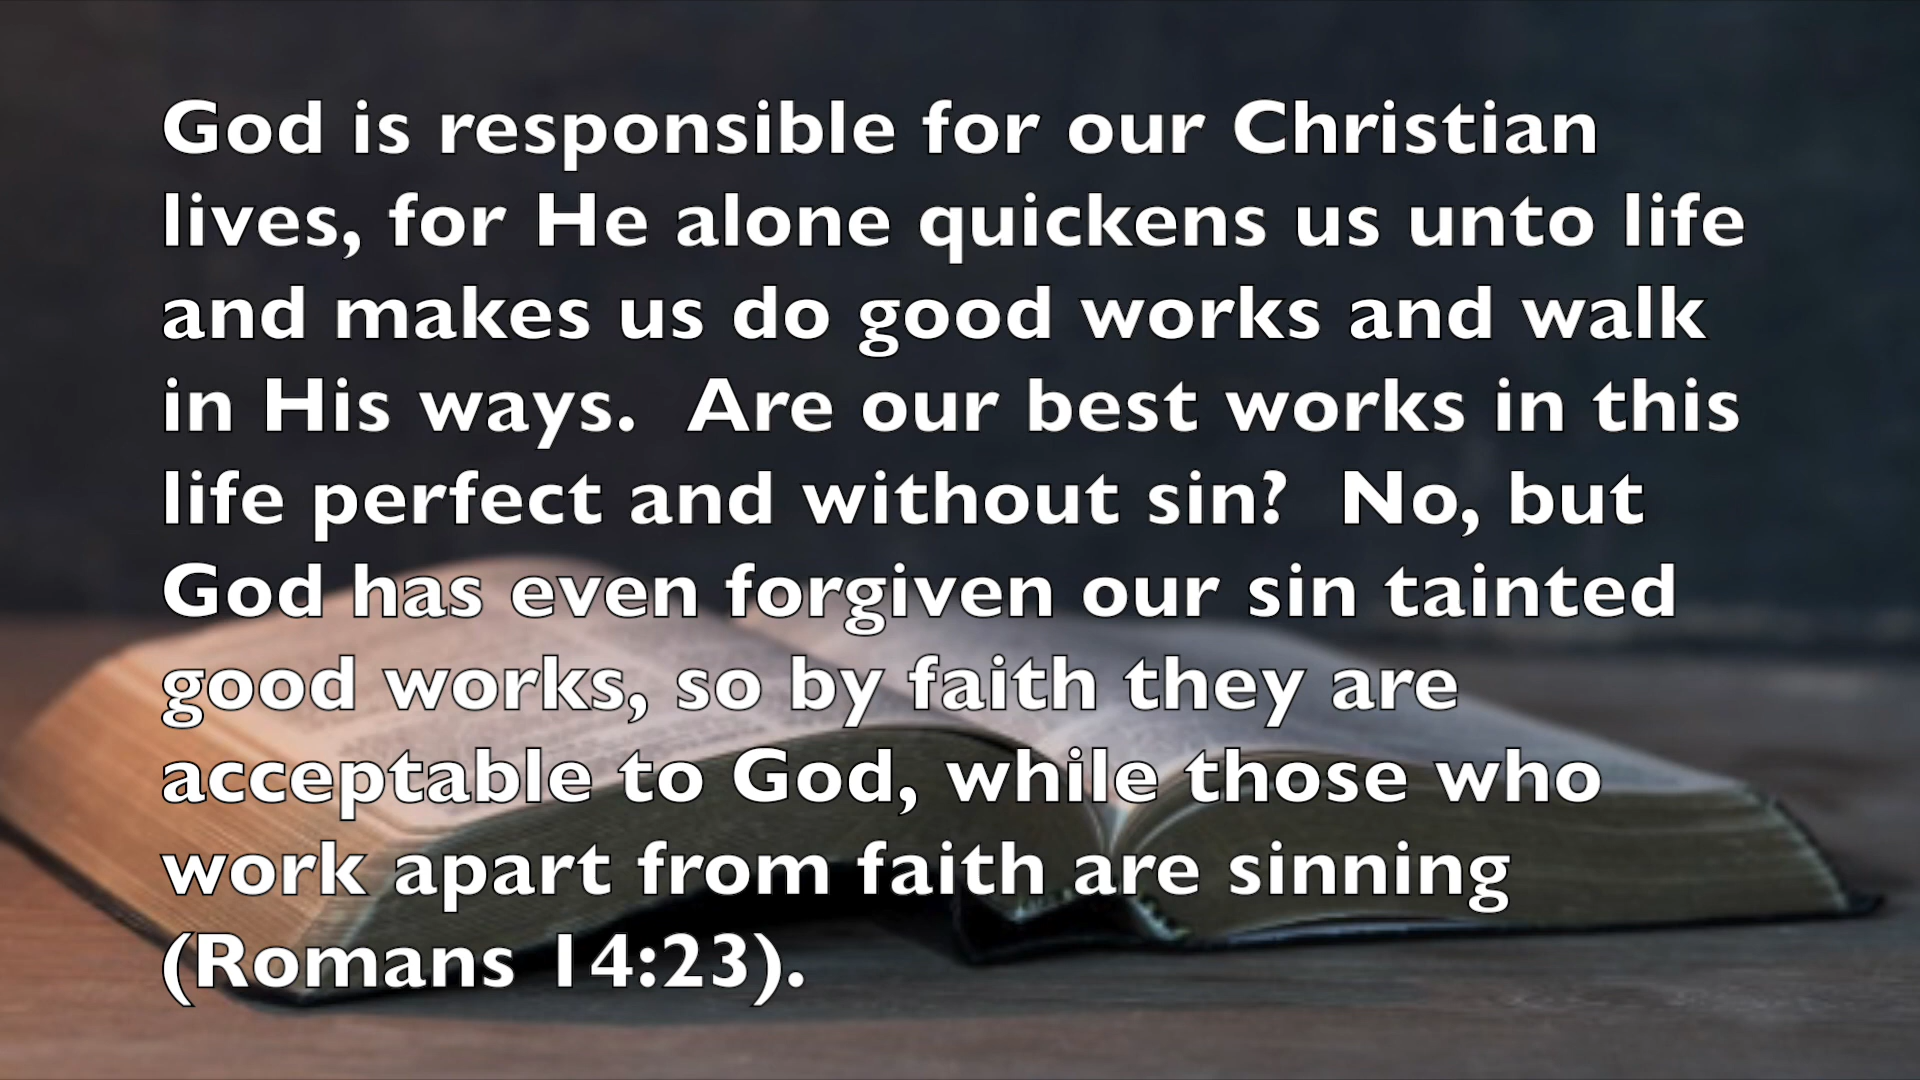 God is responsible for our Christian
lives, for He alone quickens us unto life
and makes us do good works and walk
in His ways.  Are our best works in this
life perfect and without sin?  No, but
God has even forgiven our sin tainted
good works, so by faith they are
acceptable to God, while those who
work apart from faith are sinning
(Romans 14:23).